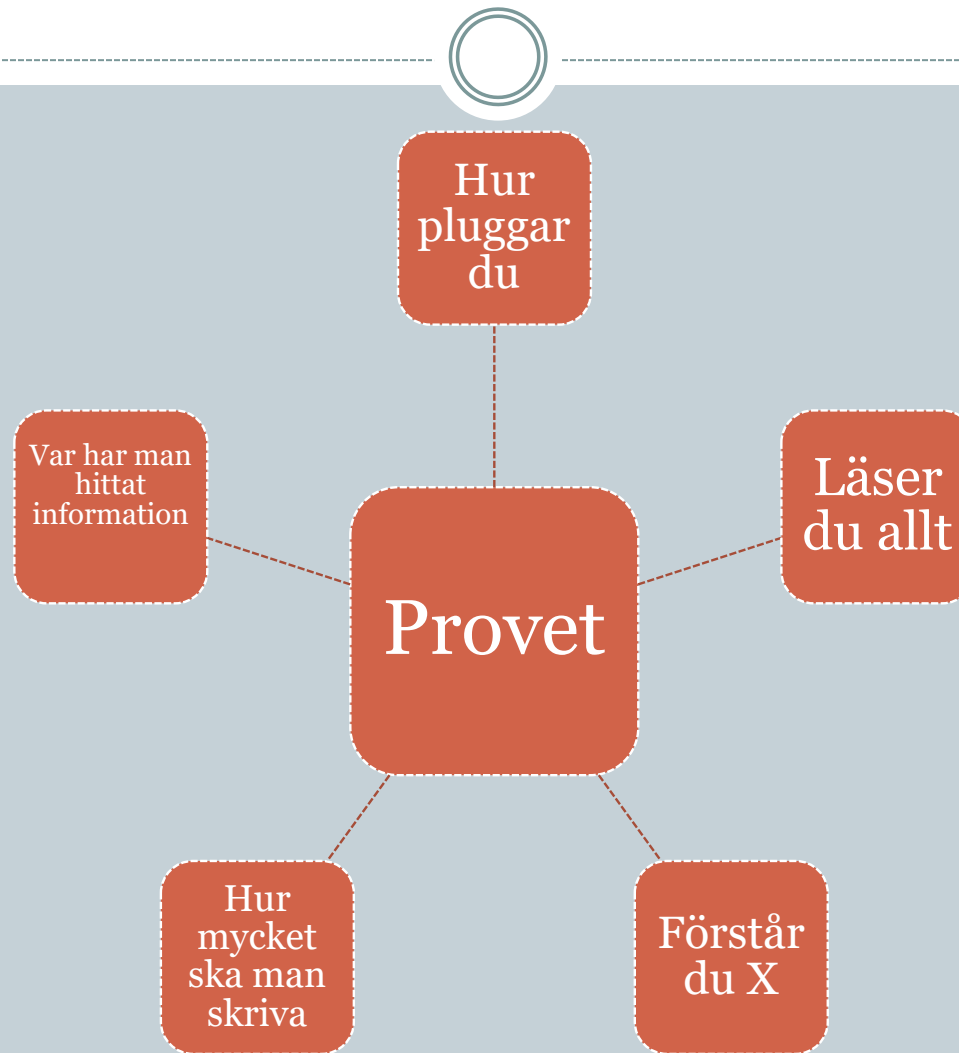 Hur
pluggar
du
Var har man
hittat
information
Läser
du allt
Provet
Hur
mycket
ska man
skriva
Förstår
du X